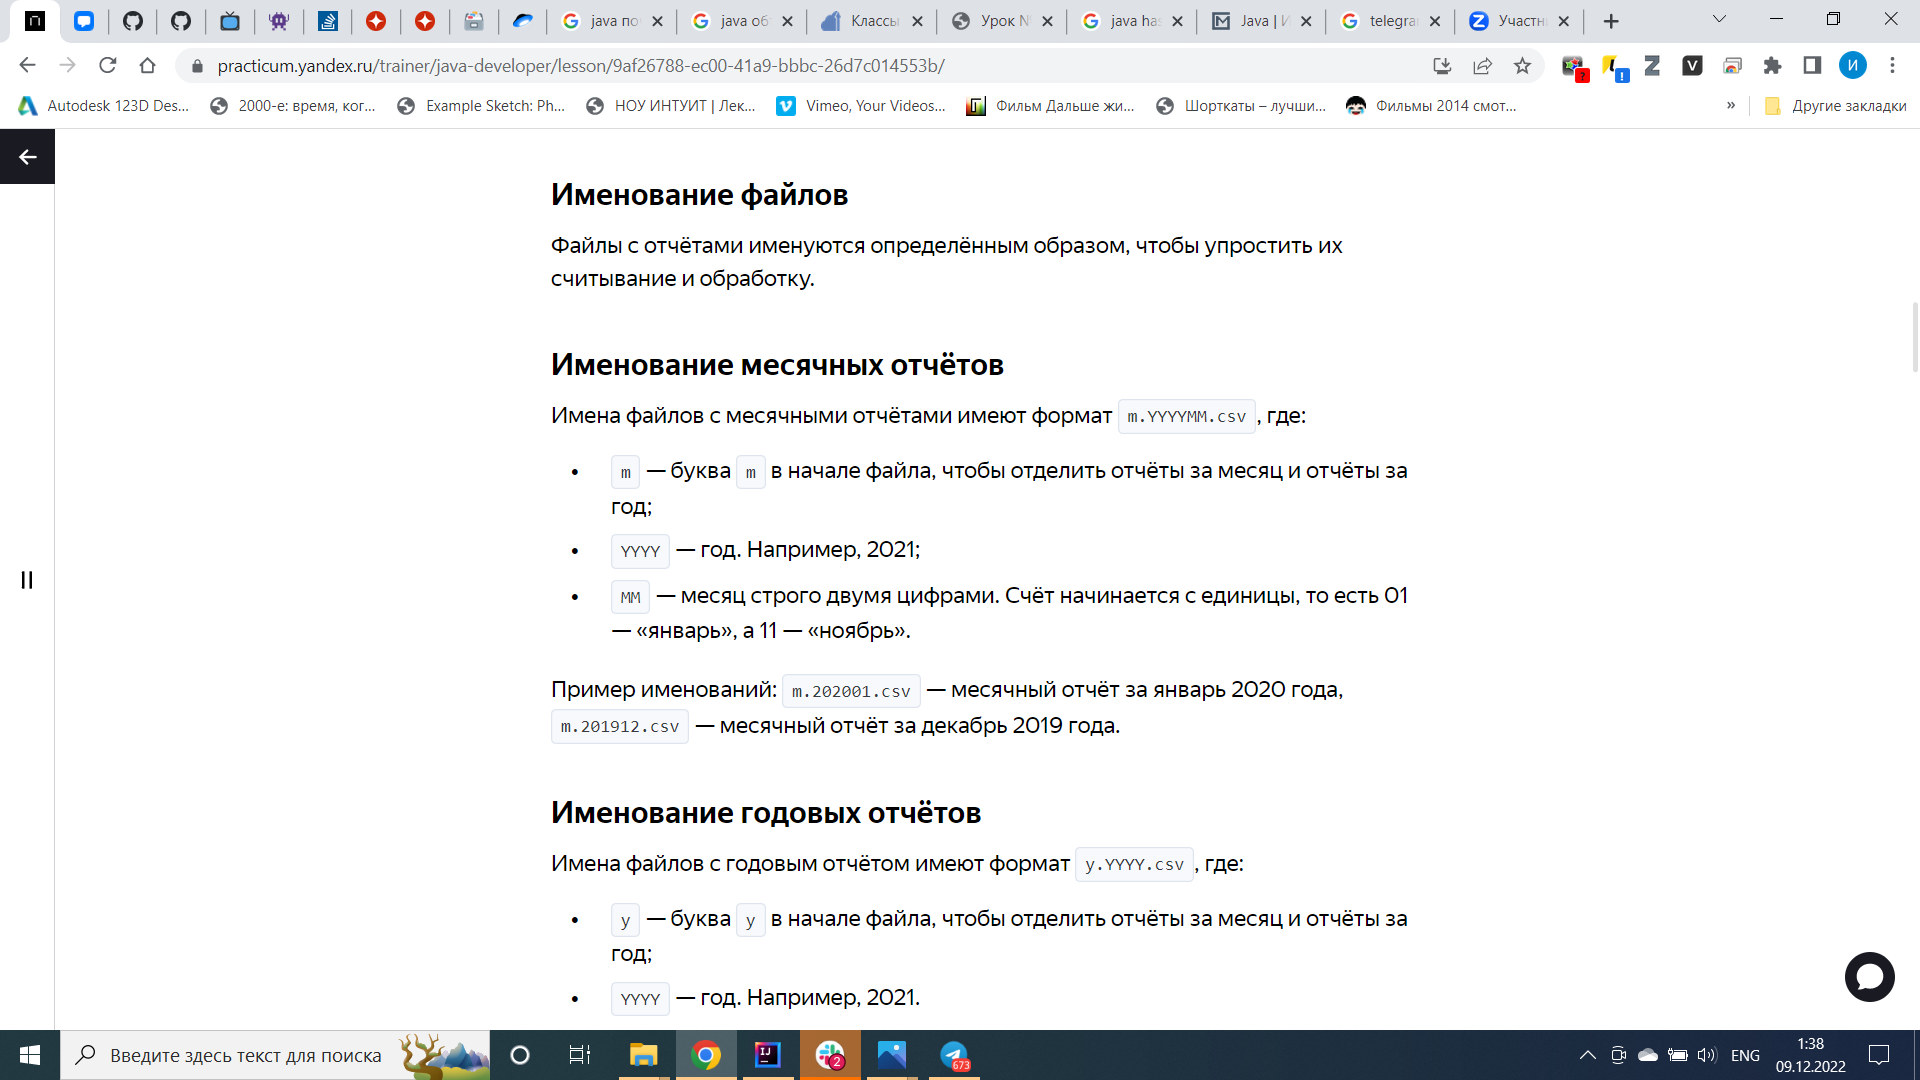 java по
java об
Классы
Урок N
java has
Java | И
telegra
Участн
practicum.yandex.ru/trainer/java-developer/lesson/9af26788-ec00-41a9-bbbc-26d7c014553b/
И
Autodesk 123D Des...
2000-е: время, ког...
Example Sketch: Ph...
НОУ ИНТУИТ | Лек...
Vimeo, Your Videos...
Фильм Дальше жи...
Шорткаты – лучши...
Фильмы 2014 смот...
»
Другие закладки
Именование файлов
Файлы с отчётами именуются определённым образом, чтобы упростить их
считывание и обработку.
Именование месячных отчётов
Имена файлов с месячными отчётами имеют формат m.YYYYMM.csv, где:
• m — буква m в начале файла, чтобы отделить отчёты за месяц и отчёты за
год;
• YYYY — год. Например, 2021;
• MM — месяц строго двумя цифрами. Счёт начинается с единицы, то есть 01
— «январь», а 11 — «ноябрь».
Пример именований: m.202001.csv — месячный отчёт за январь 2020 года,
m.201912.csv — месячный отчёт за декабрь 2019 года.
Именование годовых отчётов
Имена файлов с годовым отчётом имеют формат y.YYYY.csv, где:
• y — буква y в начале файла, чтобы отделить отчёты за месяц и отчёты за
год;
• YYYY — год. Например, 2021.
Введите здесь текст для поиска
IJ
2
673
ENG
1:38
09.12.2022